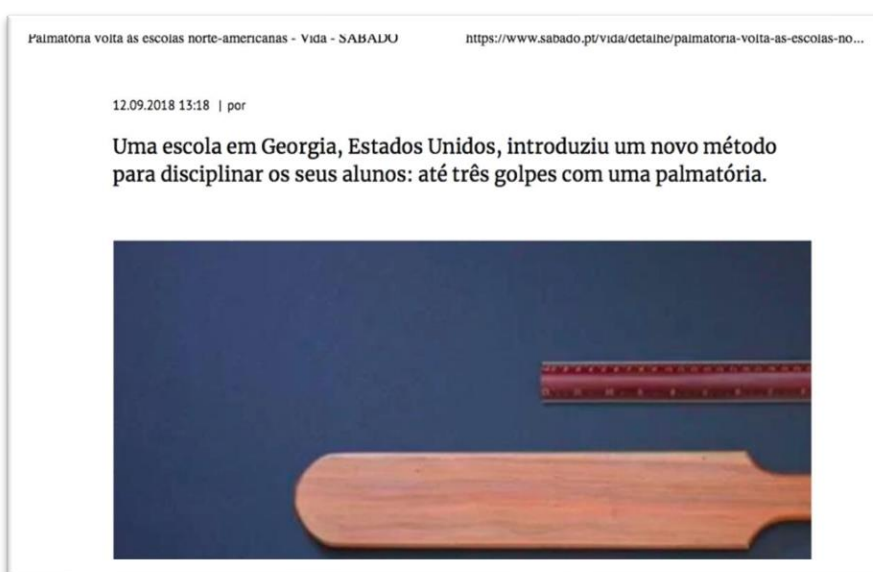 Palmatória volta às escolas norte-americanas - Vida - SÁBADO https://www.sabado.pt/vida/detalhe/palmatoria-volta-as-escolas-no...
12.09.2018 13:18 | por
Uma escola em Georgia, Estados Unidos, introduziu um novo método
para disciplinar os seus alunos: até três golpes com uma palmatória.